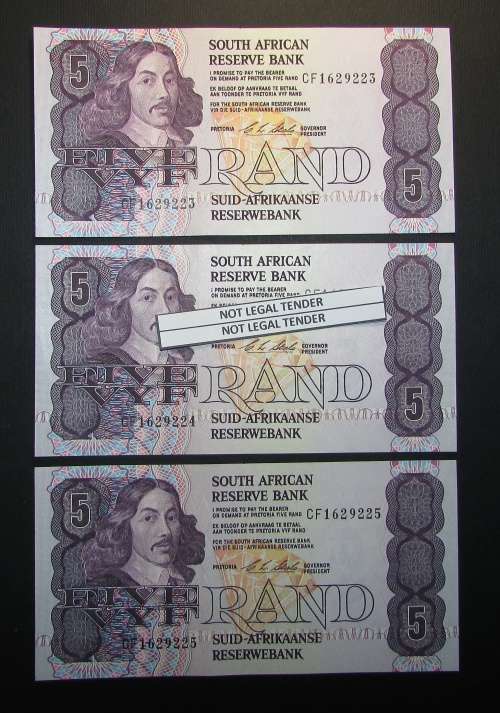 5
SOUTH AFRICAN
RESERVE BANK
I PROMISE TO PAY THE BEARER
ON DEMAND AT PRETORIA FIVE RAND
CF1629223
EK BELOOF OP AANVRAAG TE BETAAL
AAN TOONDER TE PRETORIA VYF RAND
FOR THE SOUTH AFRICAN RESERVE BANK
VIR DIE SUID-AFRIKAANSE RESERWEBANK
PRETORIA
GOVERNOR
PRESIDENT
FIVE
VYF
RAND
5
CF1629223
SUID-AFRIKAANSE
RESERWEBANK
5
SOUTH AFRICAN
RESERVE BANK
I PROMISE TO PAY THE BEARER
ON DEMAND AT PRETORIA FIVE RAND
NOT LEGAL TENDER
NOT LEGAL TENDER
PRETORIA
GOVERNOR
PRESIDENT
FIVE
VYF
RAND
5
CF1629224
SUID-AFRIKAANSE
RESERWEBANK
5
SOUTH AFRICAN
RESERVE BANK
I PROMISE TO PAY THE BEARER
ON DEMAND AT PRETORIA FIVE RAND
CF1629225
EK BELOOF OP AANVRAAG TE BETAAL
AAN TOONDER TE PRETORIA VYF RAND
FOR THE SOUTH AFRICAN RESERVE BANK
VIR DIE SUID-AFRIKAANSE RESERWEBANK
PRETORIA
GOVERNOR
PRESIDENT
FIVE
VYF
RAND
5
CF1629225
SUID-AFRIKAANSE
RESERWEBANK